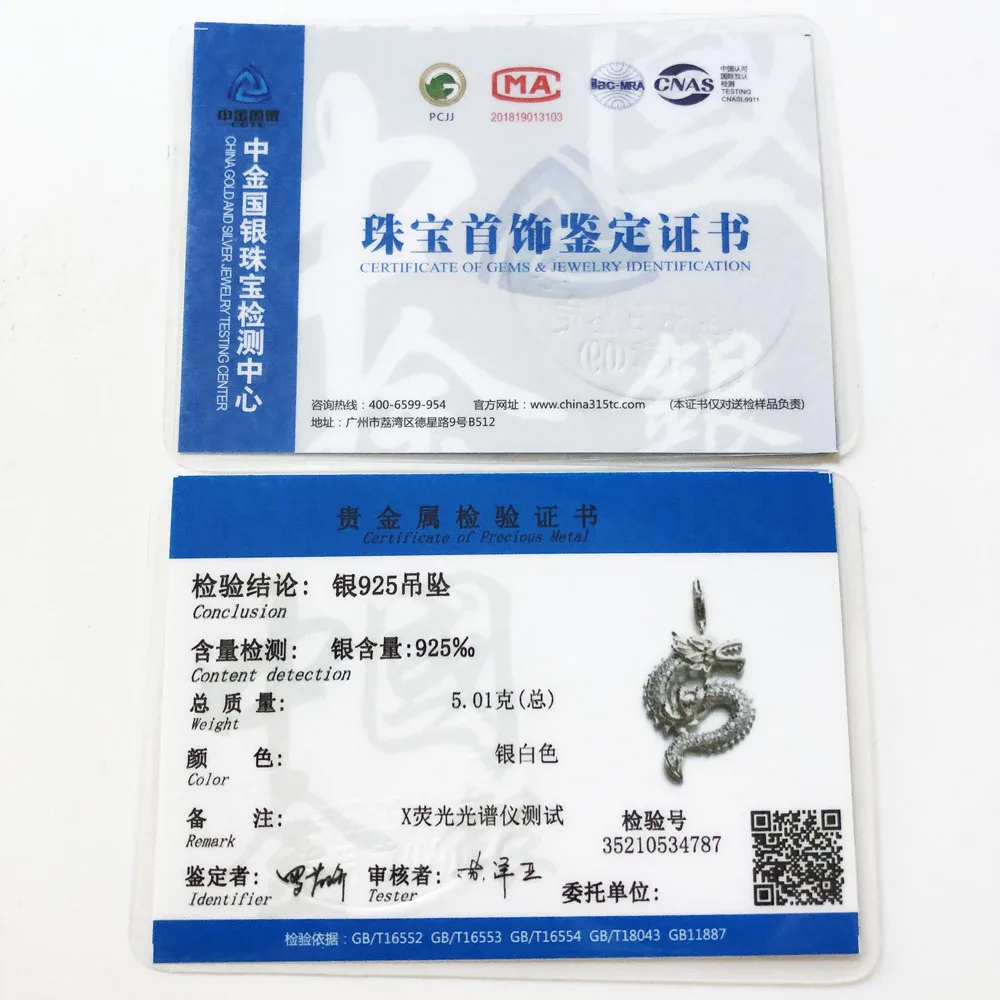 中金国银
CGTC
中金国银珠宝检测中心
CHINA GOLD AND SILVER JEWELRY TESTING CENTER
PCJJ
MA
201819013103
ilac-MRA
CNAS
中国认可
国际互认
检测
TESTING
CNASL9911
珠宝首饰鉴定证书
CERTIFICATE OF GEMS & JEWELRY IDENTIFICATION
咨询热线：400-6599-954 官方网址：www.china315tc.com (本证书仅对送检样品负责)
地址：广州市荔湾区德星路9号B512
贵金属检验证书
Certificate of Precious Metal
检验结论: 银925吊坠
Conclusion
含量检测: 银含量:925‰
Content detection
总质量: 5.01克(总)
Weight
颜色: 银白色
Color
备注: X荧光光谱仪测试
Remark
检验号
35210534787
鉴定者: 审核者:
Identifier Tester
委托单位:
检验依据：GB/T16552 GB/T16553 GB/T16554 GB/T18043 GB11887